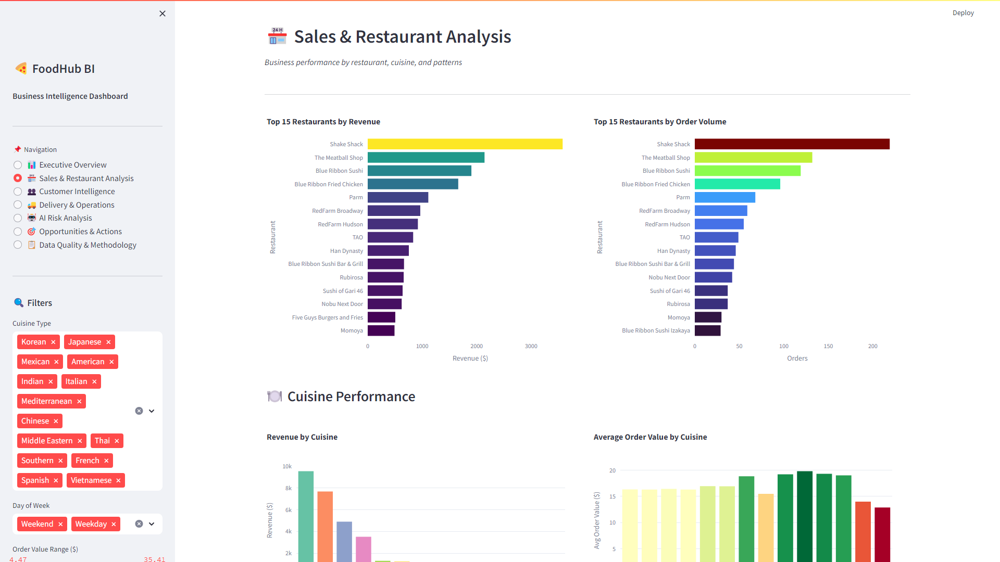 Deploy
FoodHub BI
Business Intelligence Dashboard
Navigation
Executive Overview
Sales & Restaurant Analysis
Customer Intelligence
Delivery & Operations
AI Risk Analysis
Opportunities & Actions
Data Quality & Methodology
Filters
Cuisine Type
Korean × Japanese ×
Mexican × American ×
Indian × Italian ×
Mediterranean ×
Chinese ×
Middle Eastern × Thai ×
Southern × French ×
Spanish × Vietnamese ×
Day of Week
Weekend × Weekday ×
Order Value Range ($)
4.47 35.41
24 H
Sales & Restaurant Analysis
Business performance by restaurant, cuisine, and patterns
Top 15 Restaurants by Revenue
Restaurant
Shake Shack
The Meatball Shop
Blue Ribbon Sushi
Blue Ribbon Fried Chicken
Parm
RedFarm Broadway
RedFarm Hudson
TAO
Han Dynasty
Blue Ribbon Sushi Bar & Grill
Rubirosa
Sushi of Gari 46
Nobu Next Door
Five Guys Burgers and Fries
Momoya
0 1000 2000 3000
Revenue ($)
Top 15 Restaurants by Order Volume
Restaurant
Shake Shack
The Meatball Shop
Blue Ribbon Sushi
Blue Ribbon Fried Chicken
Parm
RedFarm Broadway
RedFarm Hudson
TAO
Han Dynasty
Blue Ribbon Sushi Bar & Grill
Nobu Next Door
Sushi of Gari 46
Rubirosa
Momoya
Blue Ribbon Sushi Izakaya
0 50 100 150 200
Orders
Cuisine Performance
Revenue by Cuisine
Revenue ($)
10k
8k
6k
4k
2k
Average Order Value by Cuisine
Avg Order Value ($)
20
15
10
5